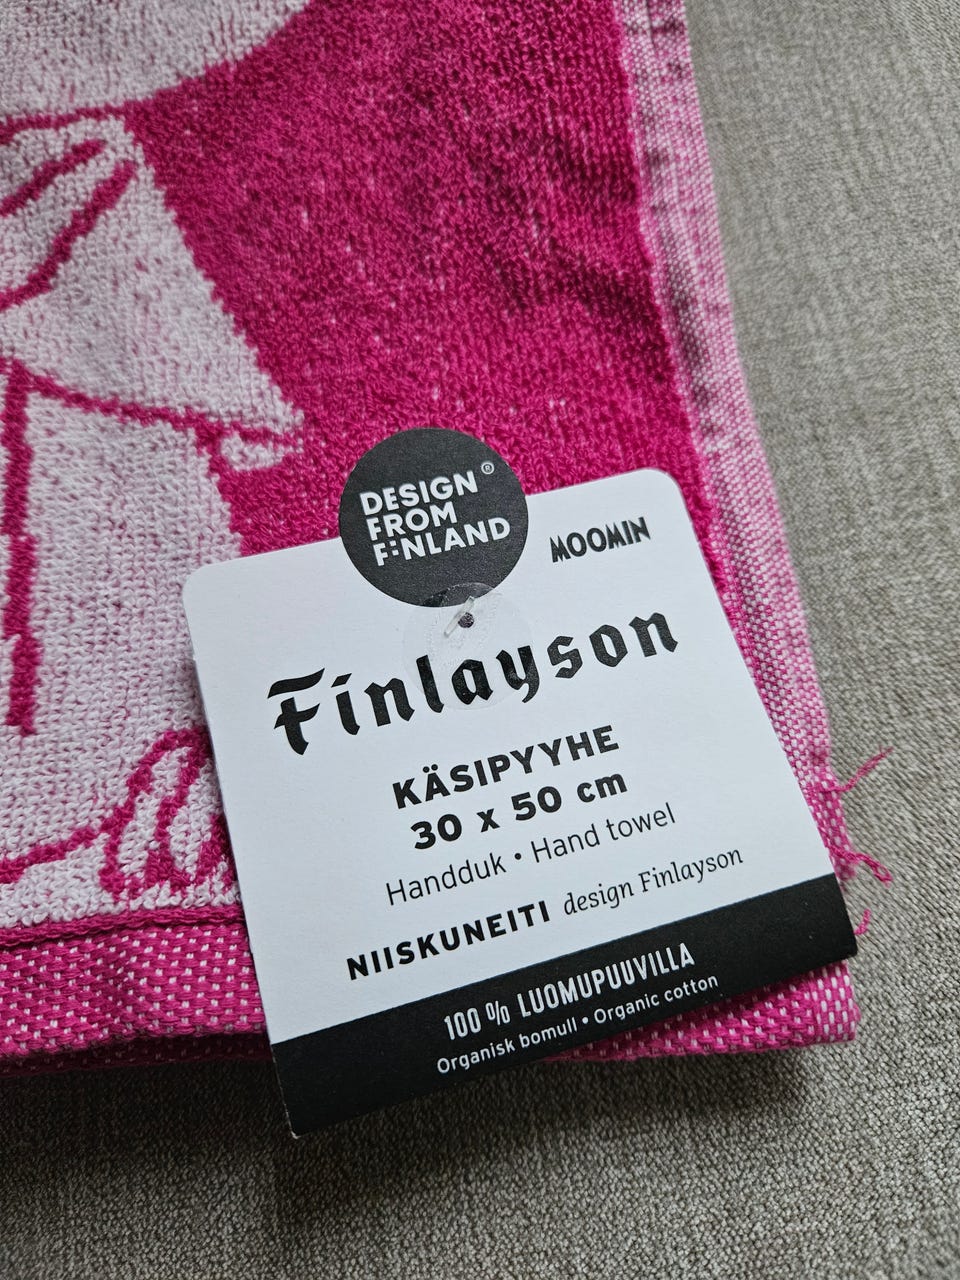 DESIGN ®
FROM
FINLAND
MOOMIN
Finlayson
KÄSIPYYHE
30 x 50 cm
Handduk • Hand towel
NIISKUNEITI design Finlayson
100 % LUOMUPUUVILLA
Organisk bomull • Organic cotton